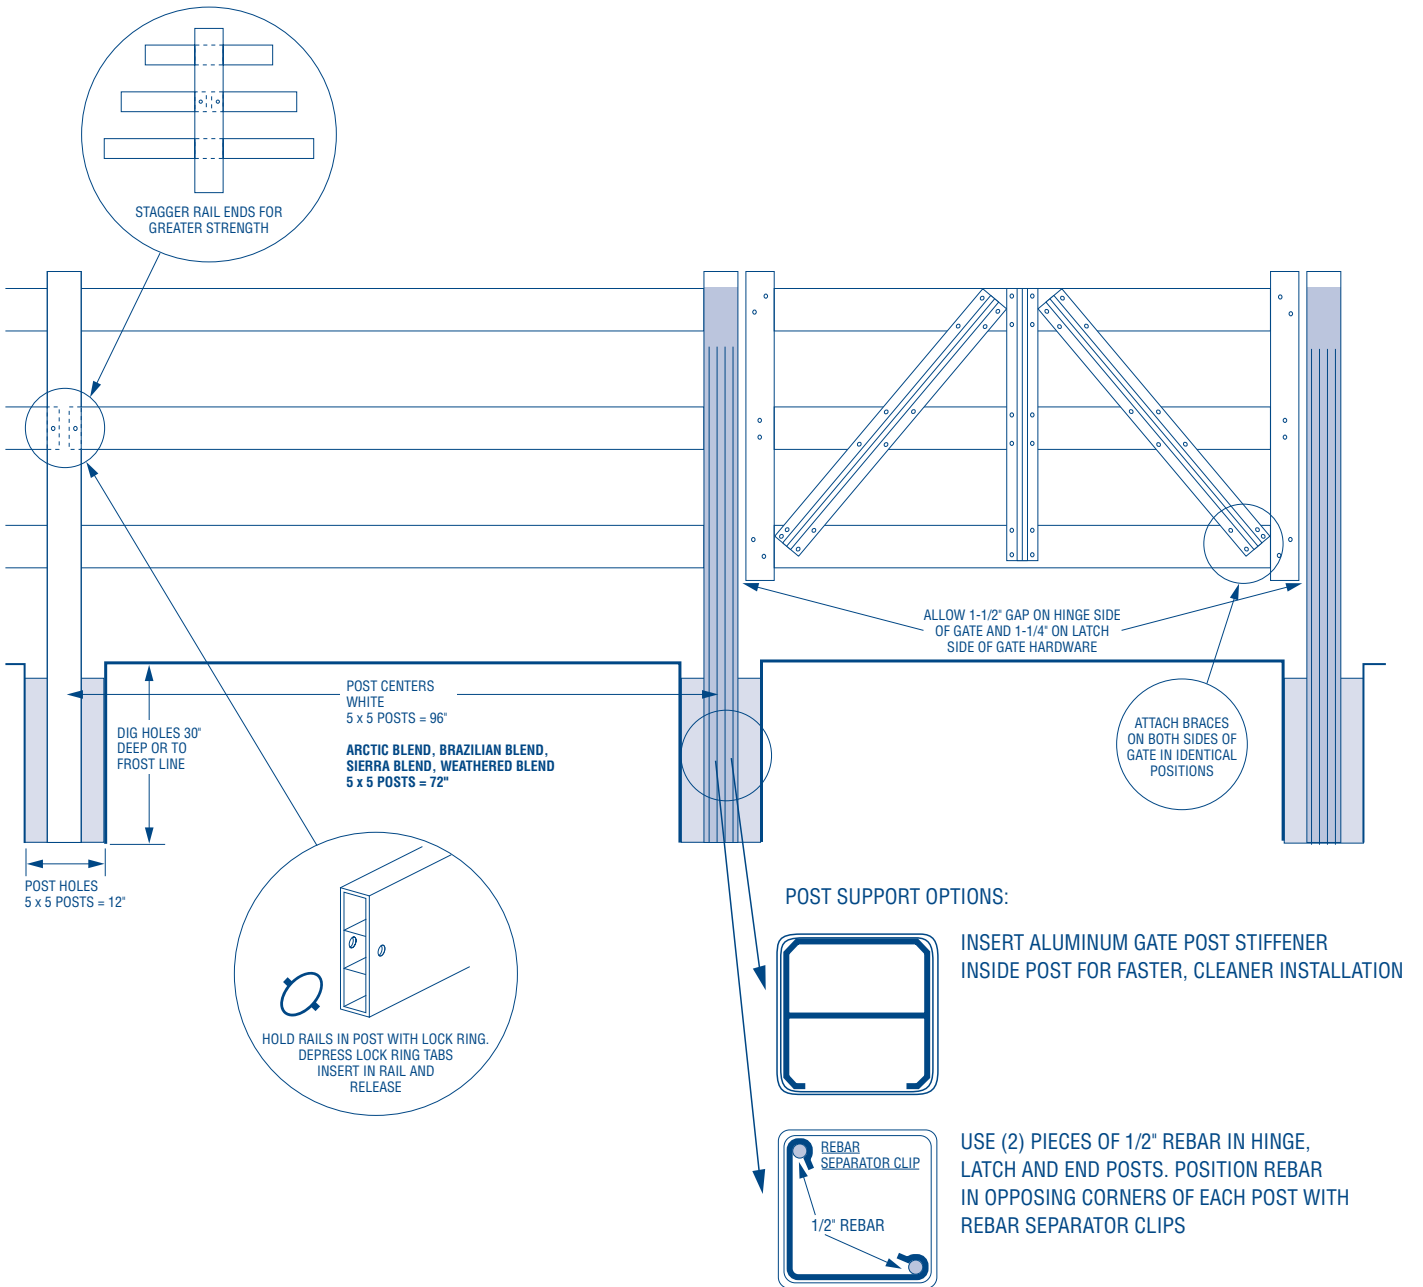 STAGGER RAIL ENDS FOR
GREATER STRENGTH
ALLOW 1-1/2" GAP ON HINGE SIDE
OF GATE AND 1-1/4" ON LATCH
SIDE OF GATE HARDWARE
POST CENTERS
WHITE
5 x 5 POSTS = 96"
ARCTIC BLEND, BRAZILIAN BLEND,
SIERRA BLEND, WEATHERED BLEND
5 x 5 POSTS = 72"
DIG HOLES 30"
DEEP OR TO
FROST LINE
ATTACH BRACES
ON BOTH SIDES OF
GATE IN IDENTICAL
POSITIONS
POST HOLES
5 x 5 POSTS = 12"
HOLD RAILS IN POST WITH LOCK RING.
DEPRESS LOCK RING TABS
INSERT IN RAIL AND
RELEASE
POST SUPPORT OPTIONS:
INSERT ALUMINUM GATE POST STIFFENER
INSIDE POST FOR FASTER, CLEANER INSTALLATION
REBAR
SEPARATOR CLIP
1/2" REBAR
USE (2) PIECES OF 1/2" REBAR IN HINGE,
LATCH AND END POSTS. POSITION REBAR
IN OPPOSING CORNERS OF EACH POST WITH
REBAR SEPARATOR CLIPS